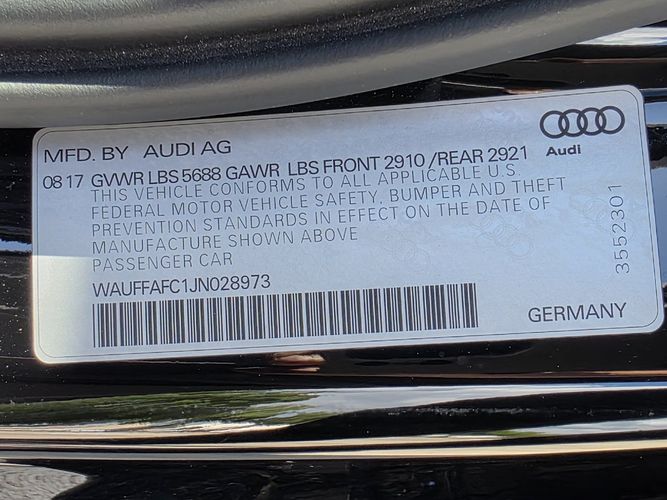 MFD. BY AUDI AG
Audi
08 17 GVWR LBS 5688 GAWR LBS FRONT 2910 /REAR 2921
THIS VEHICLE CONFORMS TO ALL APPLICABLE U.S.
FEDERAL MOTOR VEHICLE SAFETY, BUMPER AND THEFT
PREVENTION STANDARDS IN EFFECT ON THE DATE OF
MANUFACTURE SHOWN ABOVE
PASSENGER CAR
3552301
WAUFFAFC1JN028973
GERMANY